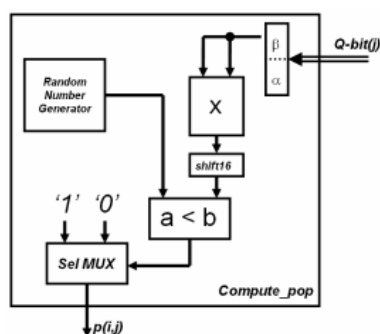 β
α
Q-bit(j)
Random
Number
Generator
X
shift16
'1' '0'
a < b
Sel MUX
Compute_pop
p(i,j)